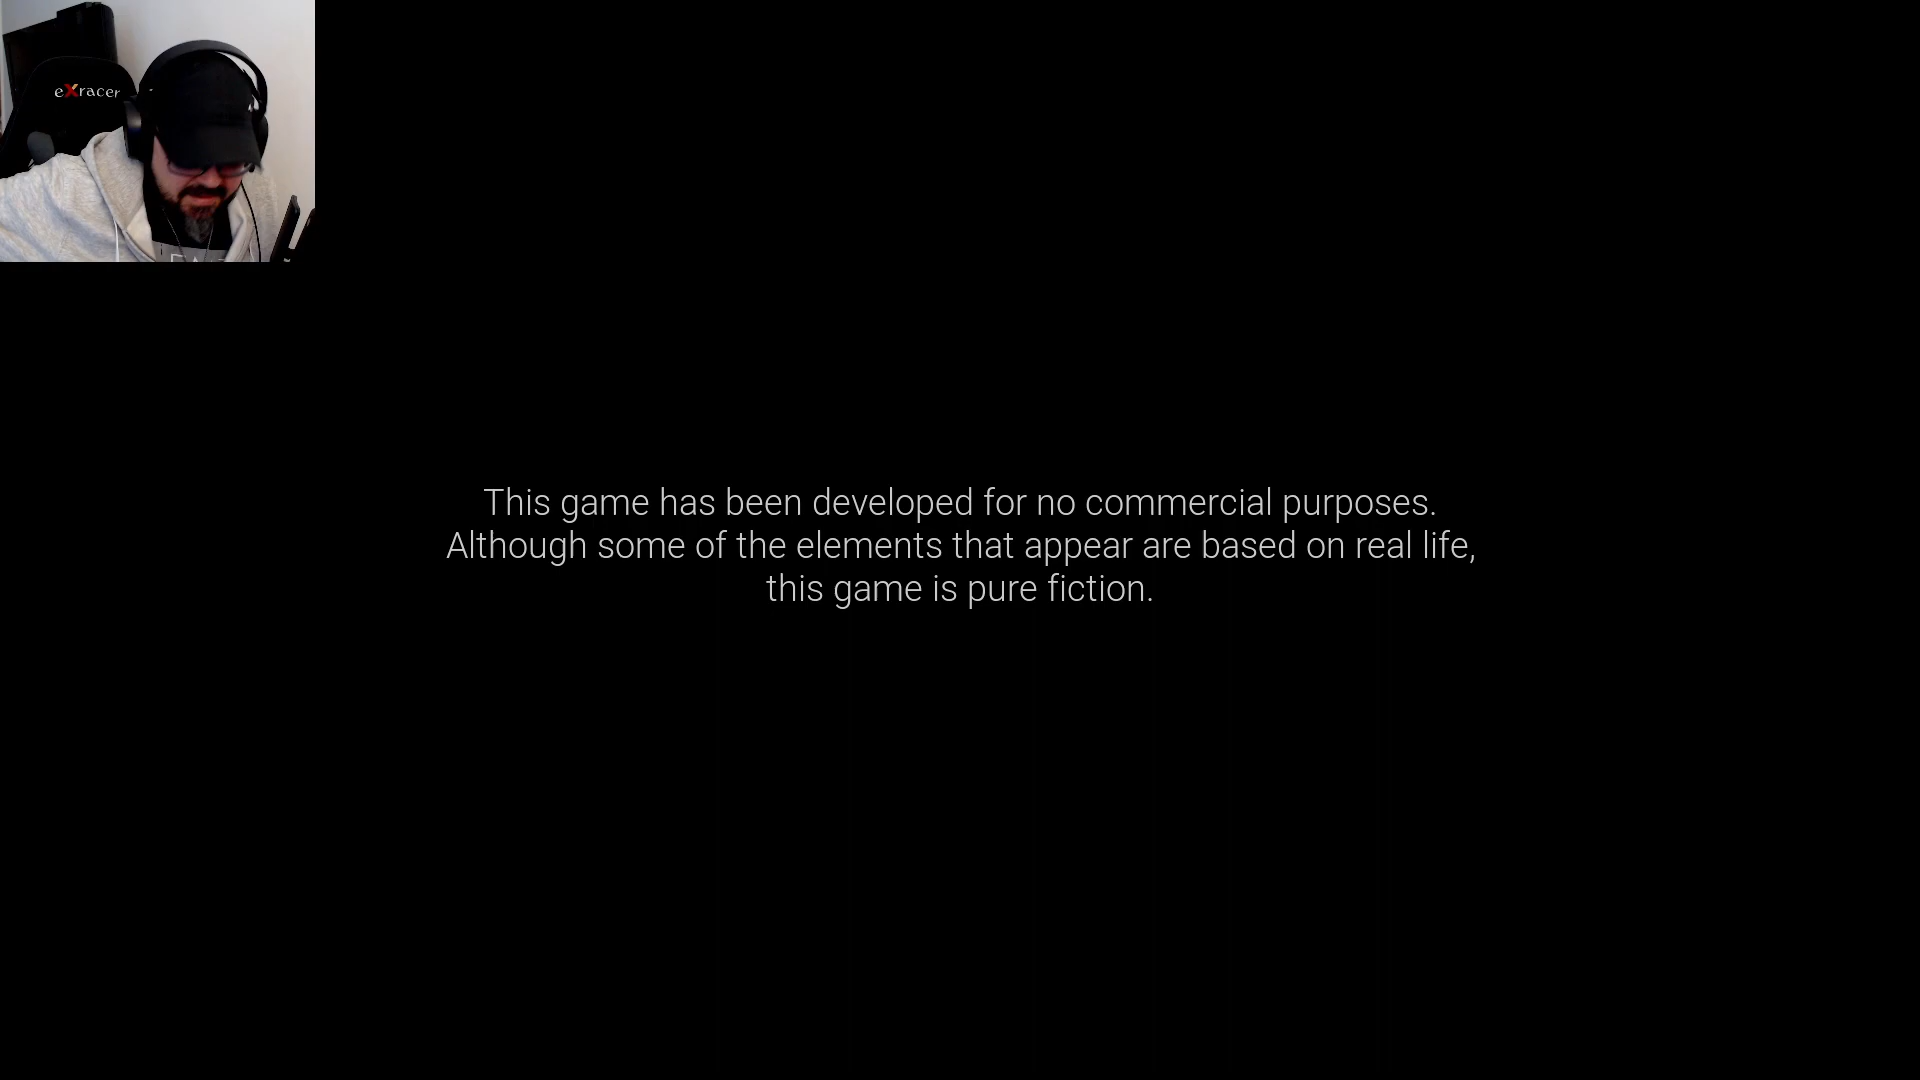 eXracer
This game has been developed for no commercial purposes.
Although some of the elements that appear are based on real life,
this game is pure fiction.